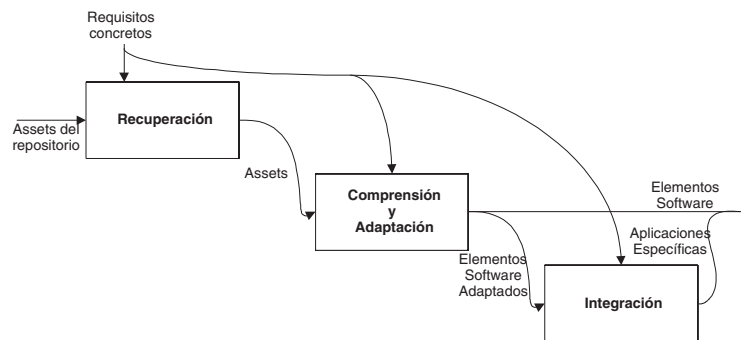 Requisitos
concretos
Recuperación
Assets del
repositorio
Assets
Comprensión
y
Adaptación
Elementos
Software
Aplicaciones
Específicas
Elementos
Software
Adaptados
Integración